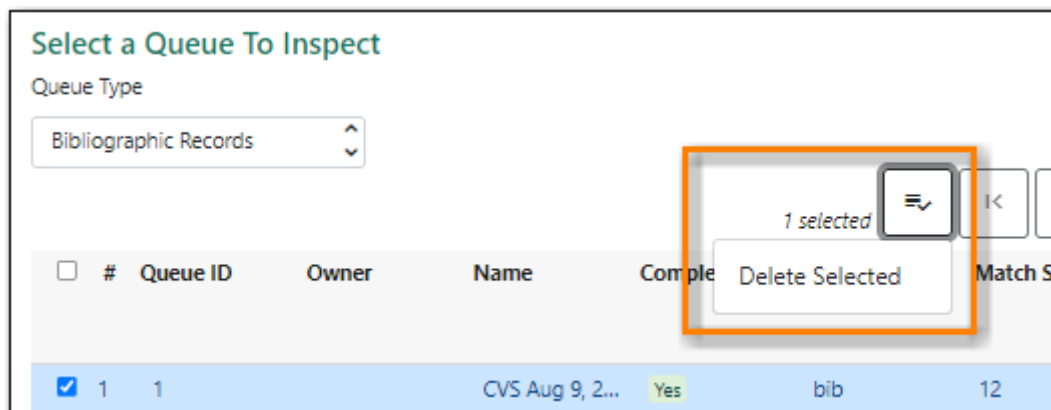 Select a Queue To Inspect
Queue Type
Bibliographic Records
1 selected
Delete Selected
# Queue ID Owner Name Match
1 1 CVS Aug 9, 2... Yes bib 12